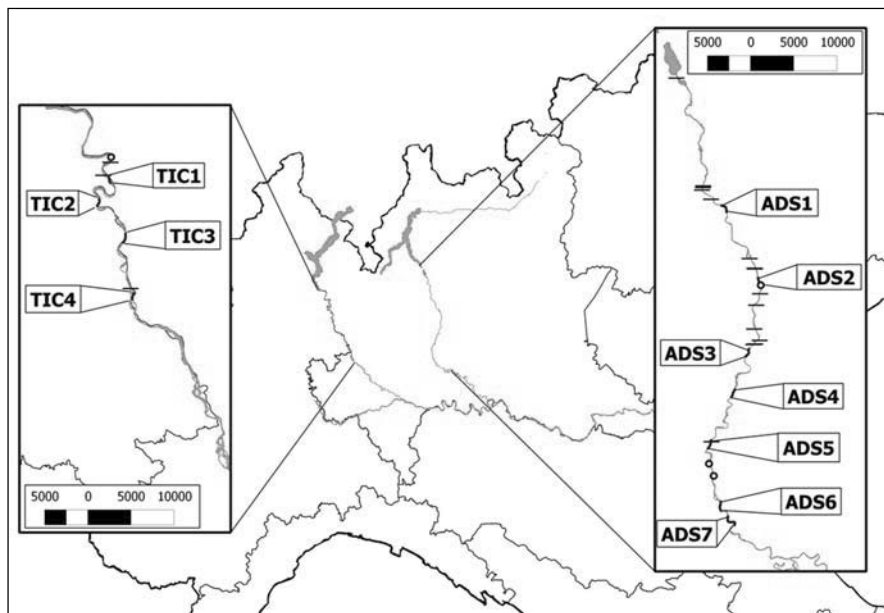 5000 0 5000 10000
TIC1
TIC2
TIC3
TIC4
5000 0 5000 10000
ADS1
ADS2
ADS3
ADS4
ADS5
ADS6
ADS7